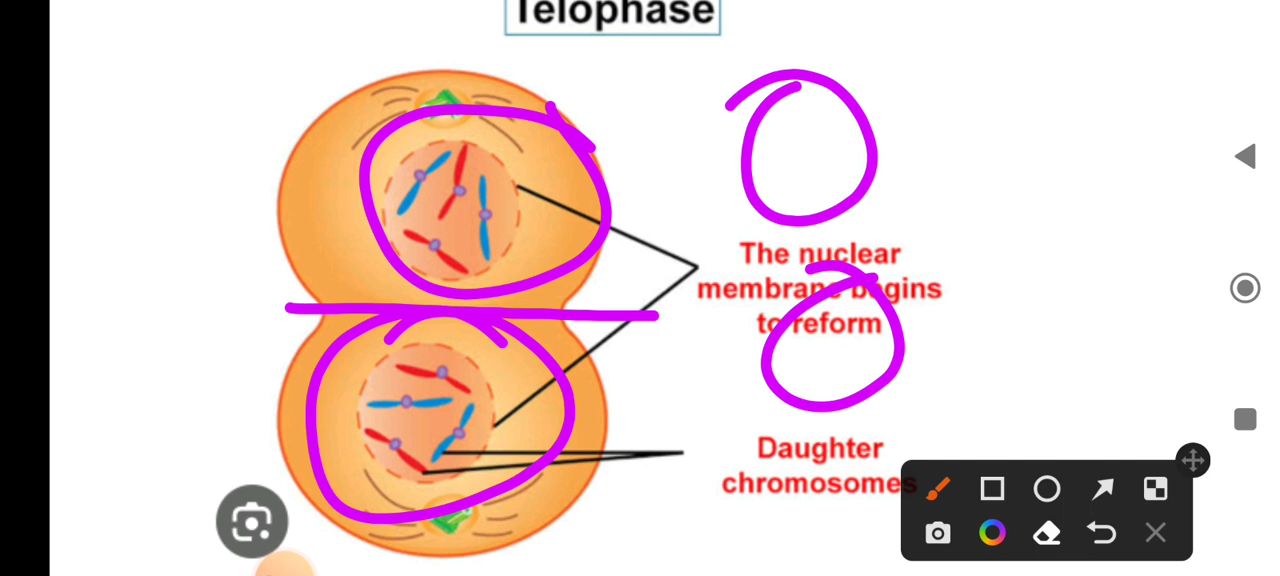 Telophase
The nuclear
membrane begins
to reform
Daughter
chromosomes